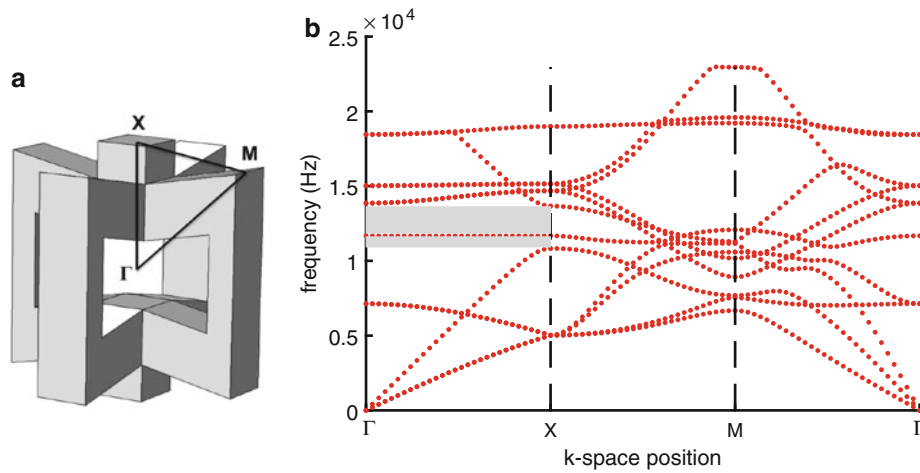 a
X
M
Γ
b
×10⁴
2.5
2
1.5
1
0.5
0
frequency (Hz)
Γ
X
M
Γ
k-space position